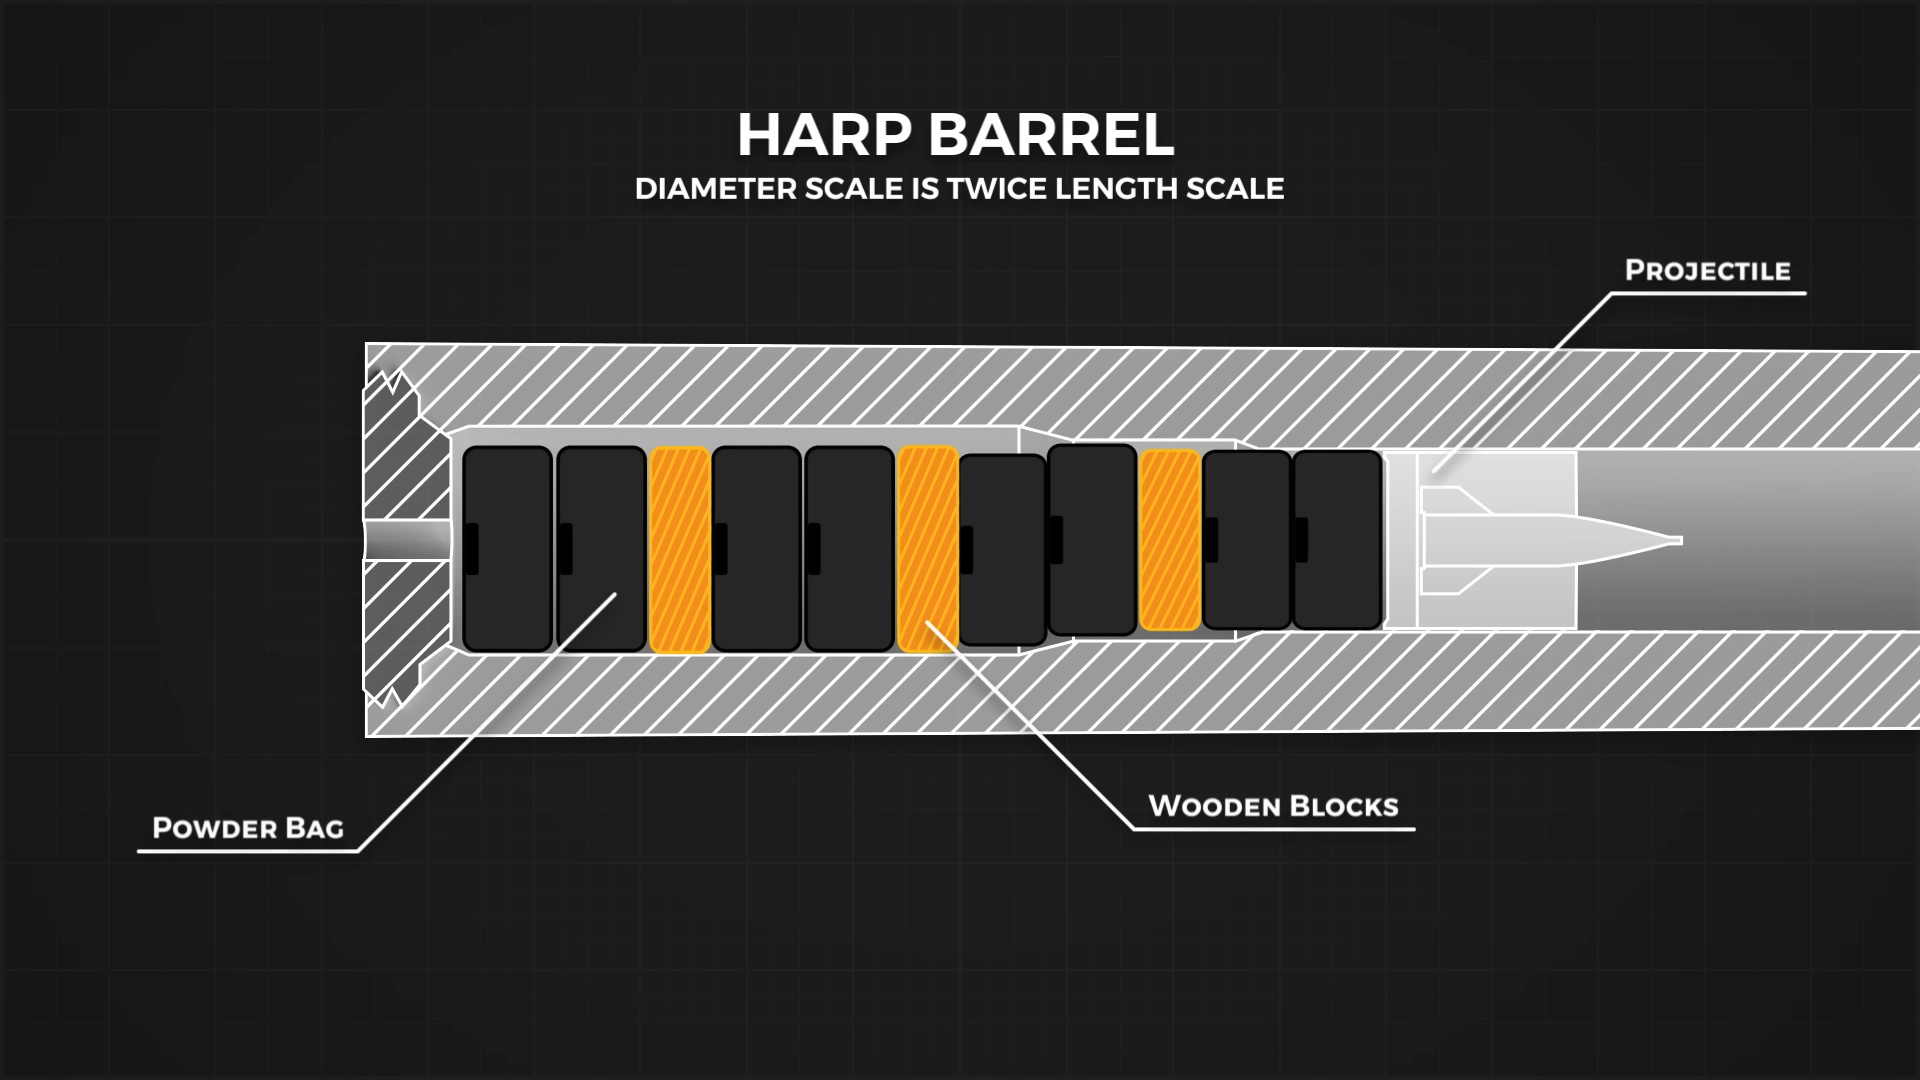 HARP BARREL
DIAMETER SCALE IS TWICE LENGTH SCALE
Projectile
Wooden Blocks
Powder Bag